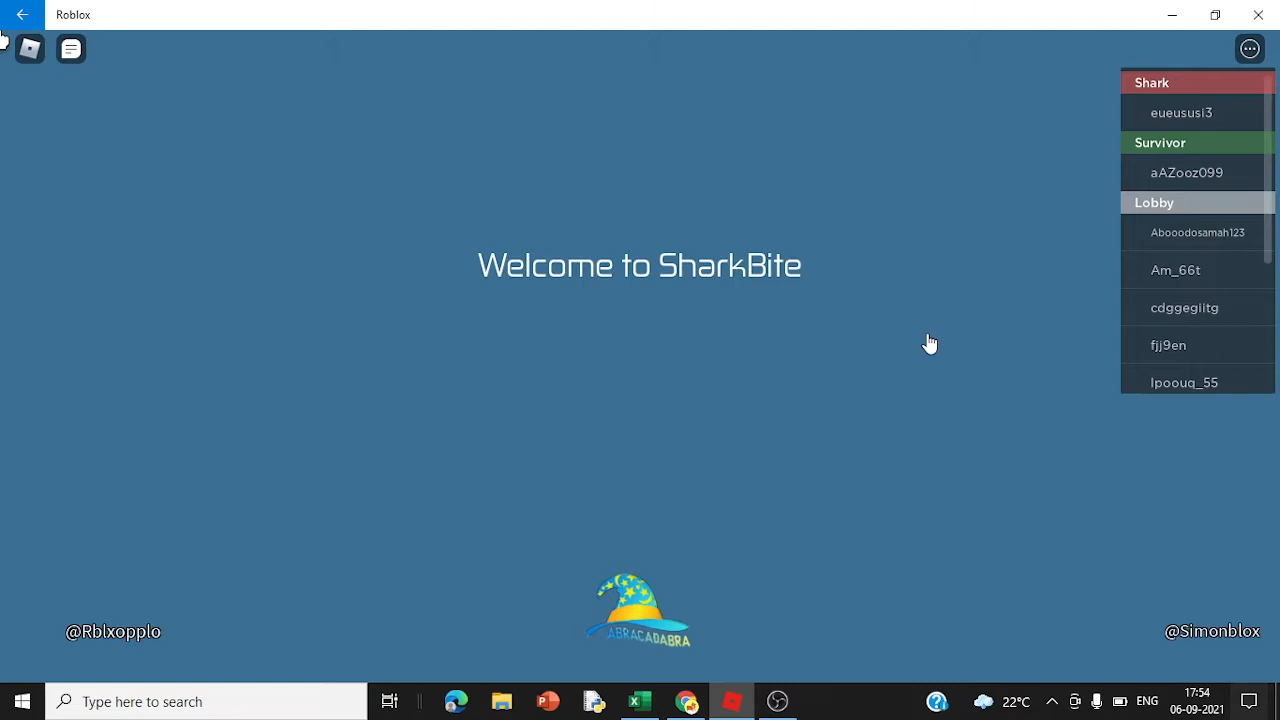 Roblox
Shark
eueususi3
Survivor
aAZooz099
Lobby
Abooodosamah123
Am_66t
cdggegiitg
fjj9en
Welcome to SharkBite
ABRACADABRA
@Rblxopplo
@Simonblox
Type here to search
22°C
ENG
17:54
06-09-2021